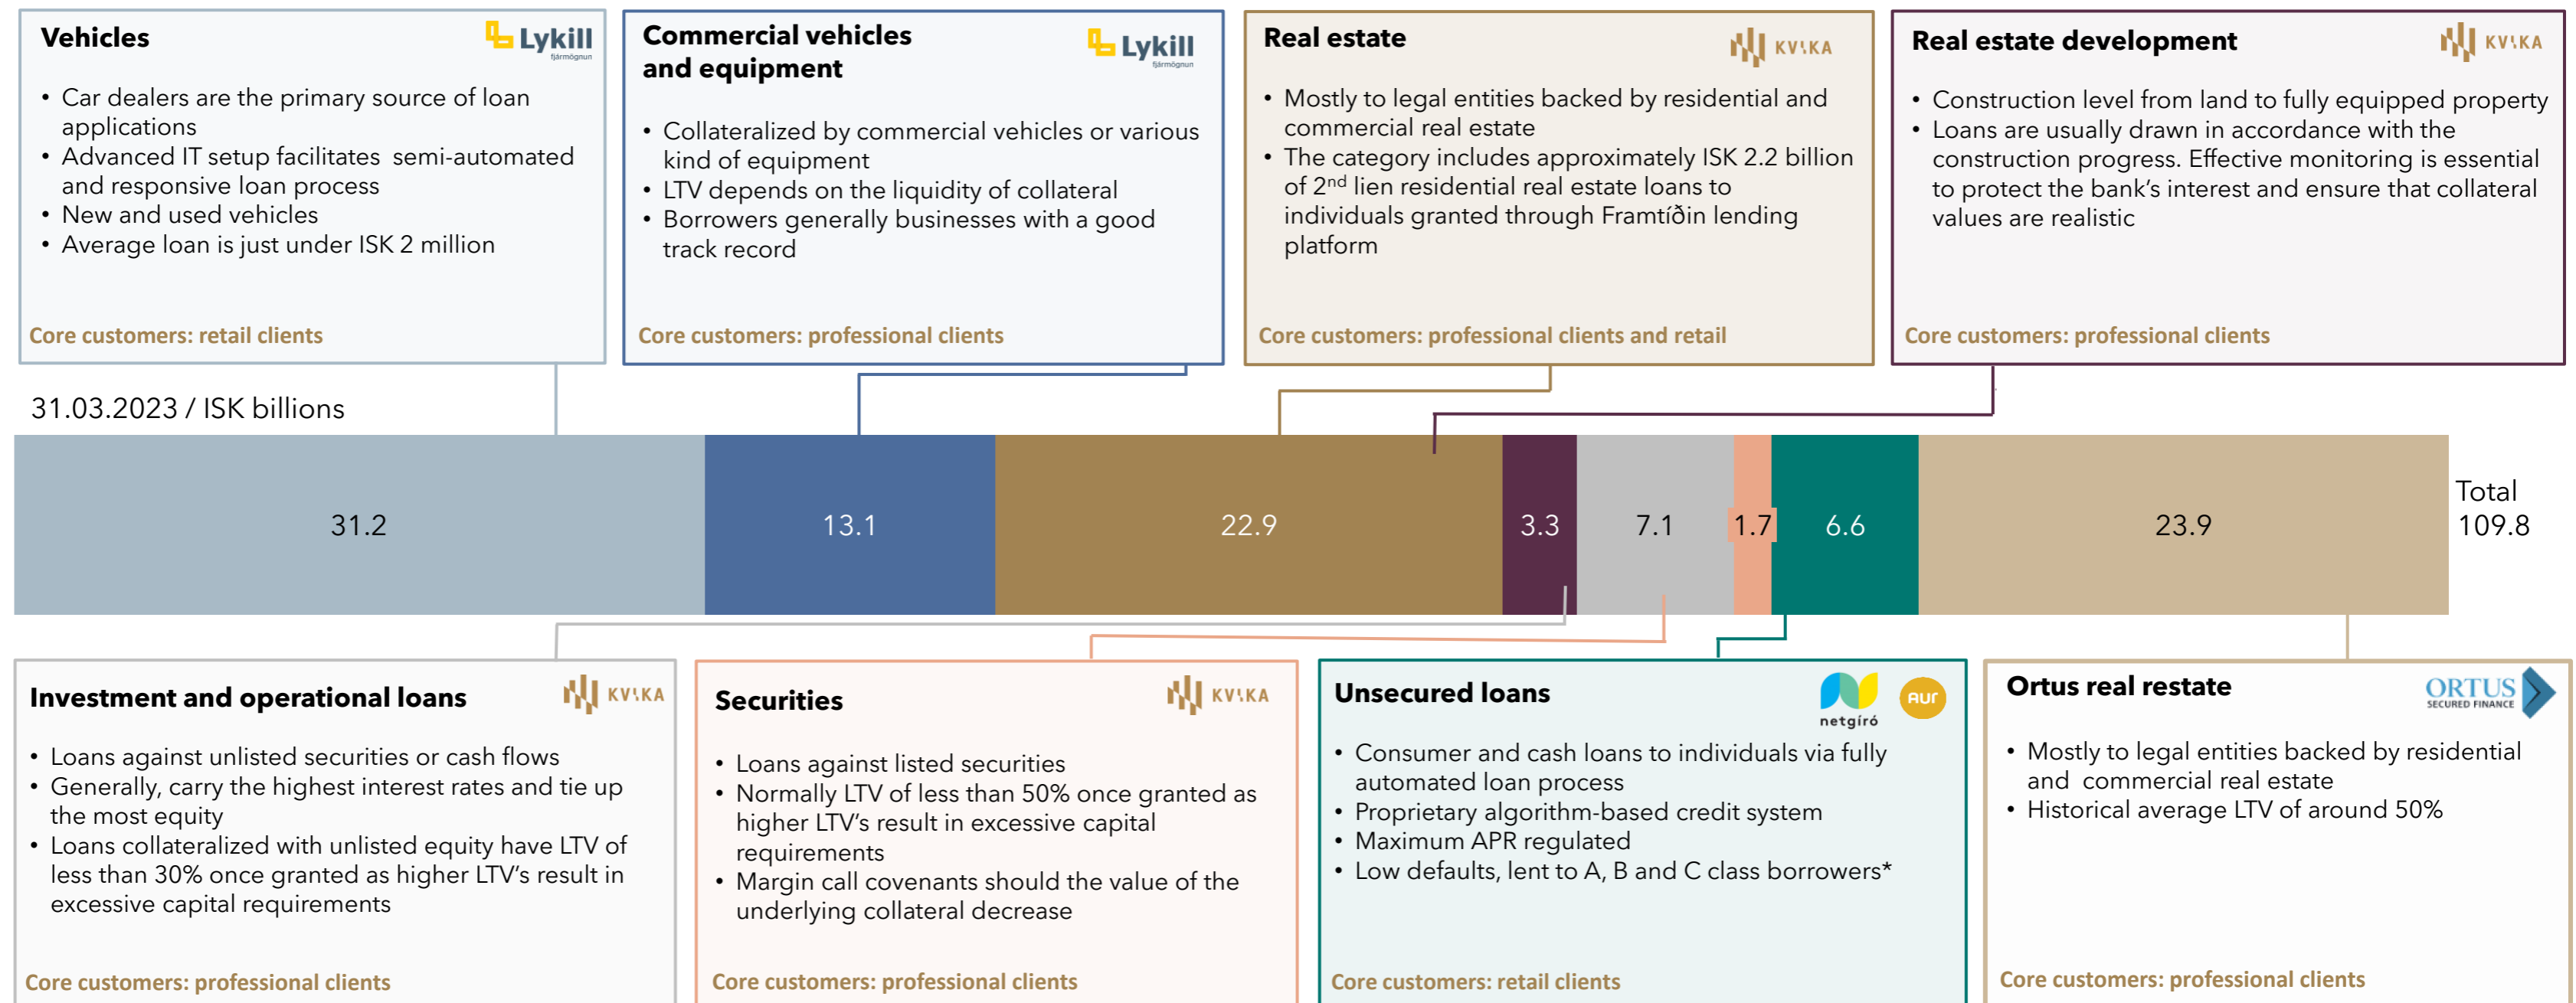 Vehicles
Lykill
fjármögnun
• Car dealers are the primary source of loan
applications
• Advanced IT setup facilitates  semi-automated
and responsive loan process
• New and used vehicles
• Average loan is just under ISK 2 million
Core customers: retail clients
Commercial vehicles
and equipment
Lykill
fjármögnun
• Collateralized by commercial vehicles or various
kind of equipment
• LTV depends on the liquidity of collateral
• Borrowers generally businesses with a good
track record
Core customers: professional clients
Real estate
KVIKA
• Mostly to legal entities backed by residential and
commercial real estate
• The category includes approximately ISK 2.2 billion
of 2nd lien residential real estate loans to
individuals granted through Framtíðin lending
platform
Core customers: professional clients and retail
Real estate development
KVIKA
• Construction level from land to fully equipped property
• Loans are usually drawn in accordance with the
construction progress. Effective monitoring is essential
to protect the bank's interest and ensure that collateral
values are realistic
Core customers: professional clients
31.03.2023 / ISK billions
31.2
13.1
22.9
3.3
7.1
1.7
6.6
23.9
Total
109.8
Investment and operational loans
KVIKA
• Loans against unlisted securities or cash flows
• Generally, carry the highest interest rates and tie up
the most equity
• Loans collateralized with unlisted equity have LTV of
less than 30% once granted as higher LTV's result in
excessive capital requirements
Core customers: professional clients
Securities
KVIKA
• Loans against listed securities
• Normally LTV of less than 50% once granted as
higher LTV's result in excessive capital
requirements
• Margin call covenants should the value of the
underlying collateral decrease
Core customers: professional clients
Unsecured loans
netgíró
aur
• Consumer and cash loans to individuals via fully
automated loan process
• Proprietary algorithm-based credit system
• Maximum APR regulated
• Low defaults, lent to A, B and C class borrowers*
Core customers: retail clients
Ortus real restate
ORTUS
SECURED FINANCE
• Mostly to legal entities backed by residential
and  commercial real estate
• Historical average LTV of around 50%
Core customers: professional clients